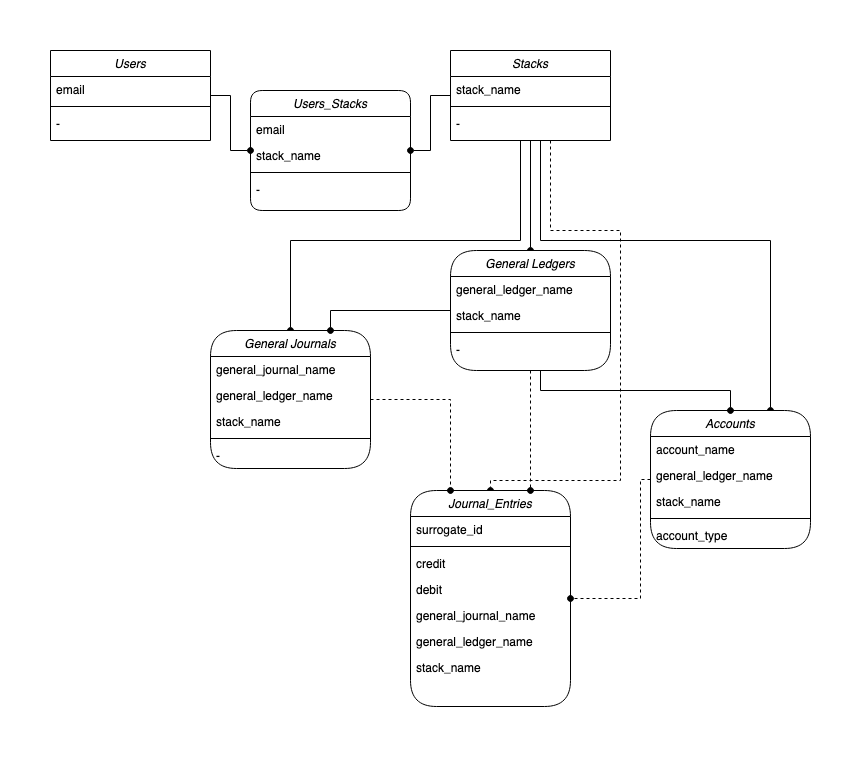 Users
email
-
Users_Stacks
email
stack_name
-
Stacks
stack_name
-
General Ledgers
general_ledger_name
stack_name
-
General Journals
general_journal_name
general_ledger_name
stack_name
-
Accounts
account_name
general_ledger_name
stack_name
account_type
Journal_Entries
surrogate_id
credit
debit
general_journal_name
general_ledger_name
stack_name